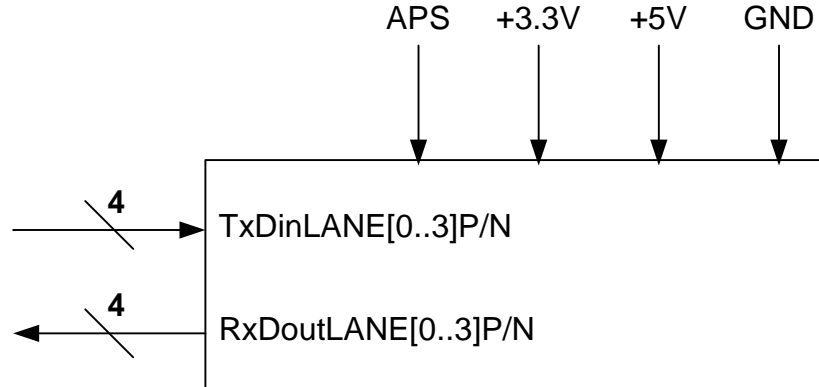 APS +3.3V +5V GND
4
TxDinLANE[0..3]P/N
4
RxDoutLANE[0..3]P/N